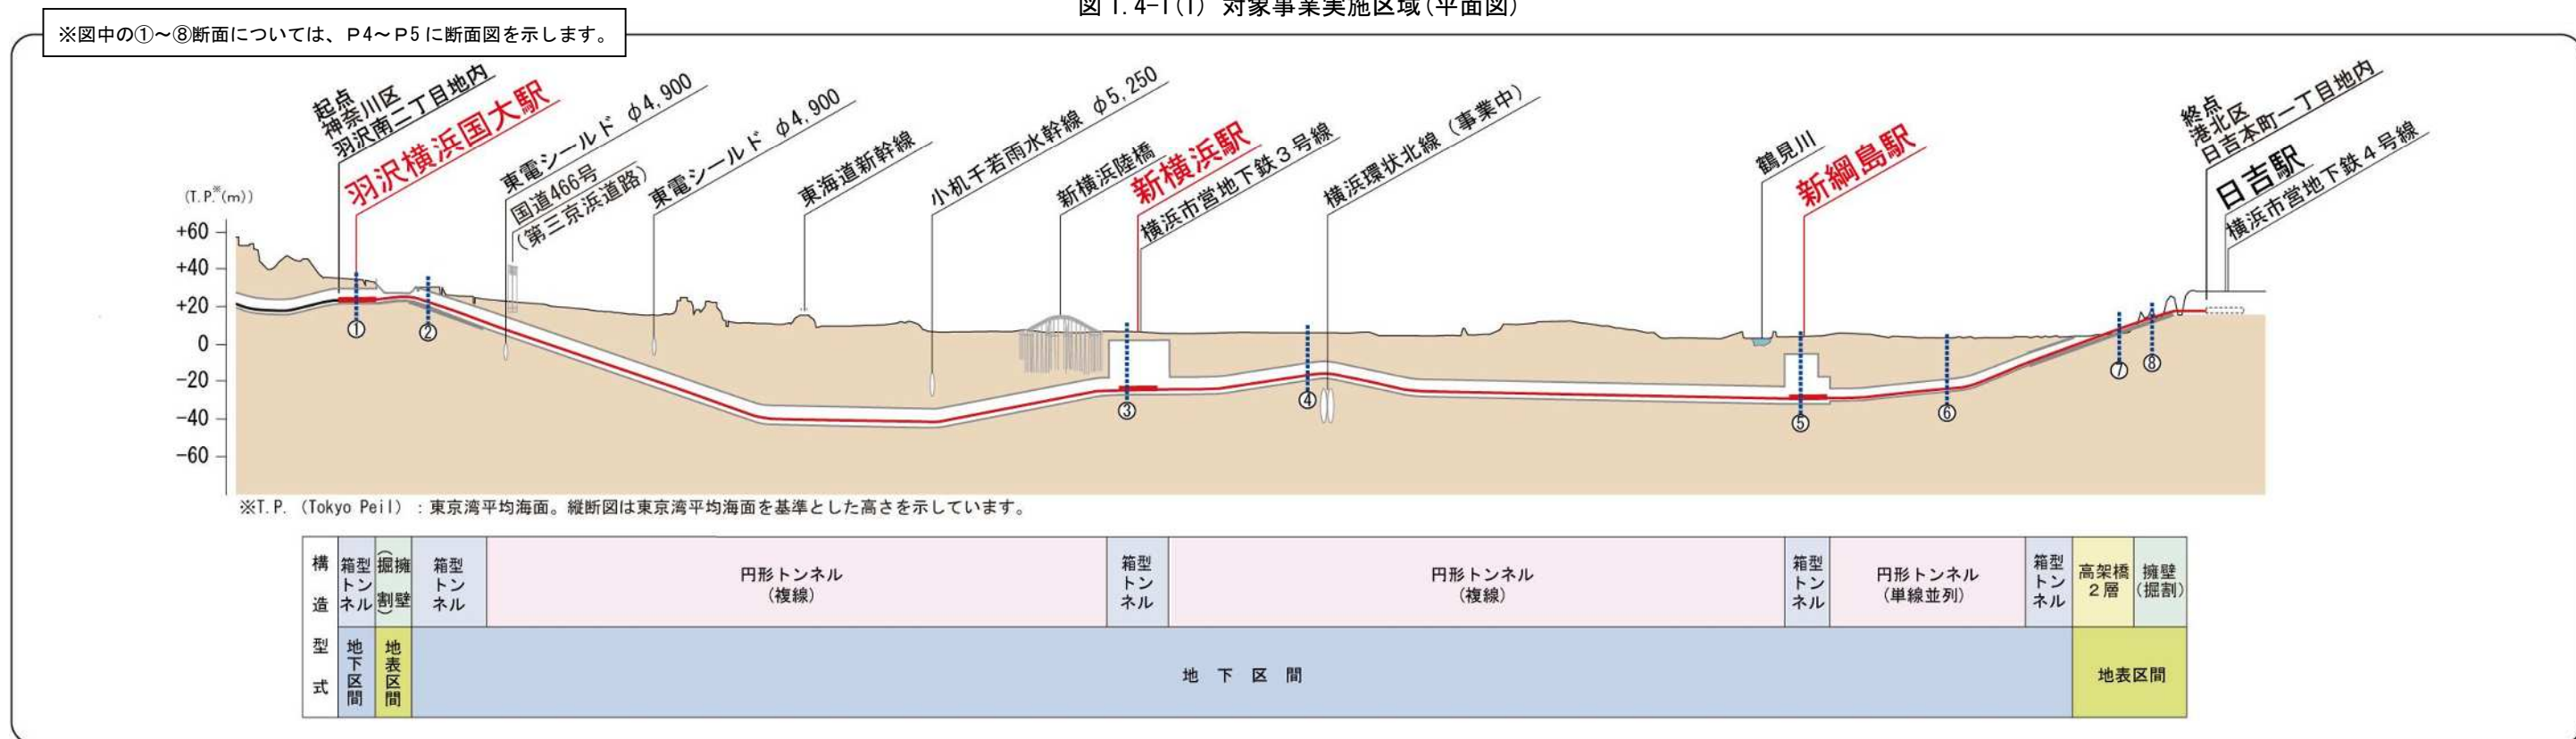 図 1.4-1(1) 対象事業実施区域(平面図)
※図中の①～⑧断面については、P4～P5に断面図を示します。
起点
神奈川区
羽沢南二丁目地内
羽沢横浜国大駅
東電シールド φ4,900
国道466号
(第三京浜道路)
東電シールド φ4,900
東海道新幹線
小机千若雨水幹線 φ5,250
新横浜陸橋
新横浜駅
横浜市営地下鉄3号線
横浜環状北線（事業中）
鶴見川
新綱島駅
終点
港北区
日吉本町一丁目地内
日吉駅
横浜市営地下鉄4号線
(T.P.※(m))
+60
+40
+20
0
-20
-40
-60
①
②
③
④
⑤
⑥
⑦
⑧
※T.P.（Tokyo Peil）：東京湾平均海面。縦断図は東京湾平均海面を基準とした高さを示しています。
構造型式
箱型
トン
ネル
擁壁
(掘割)
箱型
トン
ネル
円形トンネル
(複線)
箱型
トン
ネル
円形トンネル
(複線)
箱型
トン
ネル
円形トンネル
(単線並列)
箱型
トン
ネル
高架橋
2層
擁壁
(掘割)
地下区間
地表区間
地下区間
地表区間